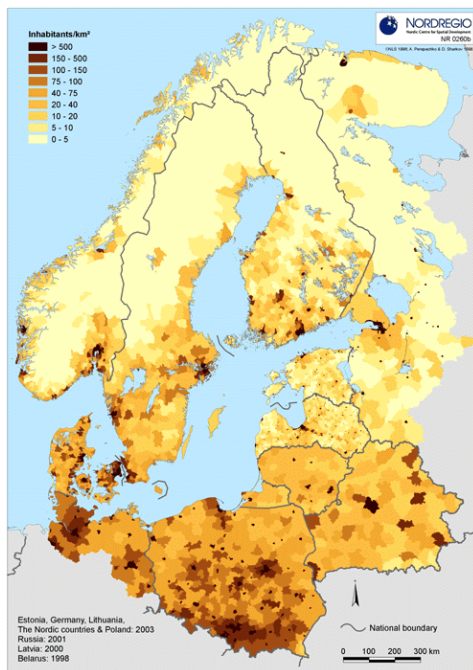 NORDREGIO
Nordic Centre for Spatial Development
NR 0260b
Inhabitants/km²
> 500
150 - 500
100 - 150
75 - 100
40 - 75
20 - 40
10 - 20
5 - 10
0 - 5
Estonia, Germany, Lithuania,
The Nordic countries & Poland: 2003
Russia: 2001
Latvia: 2000
Belarus: 1998
National boundary
0 100 200 300 km